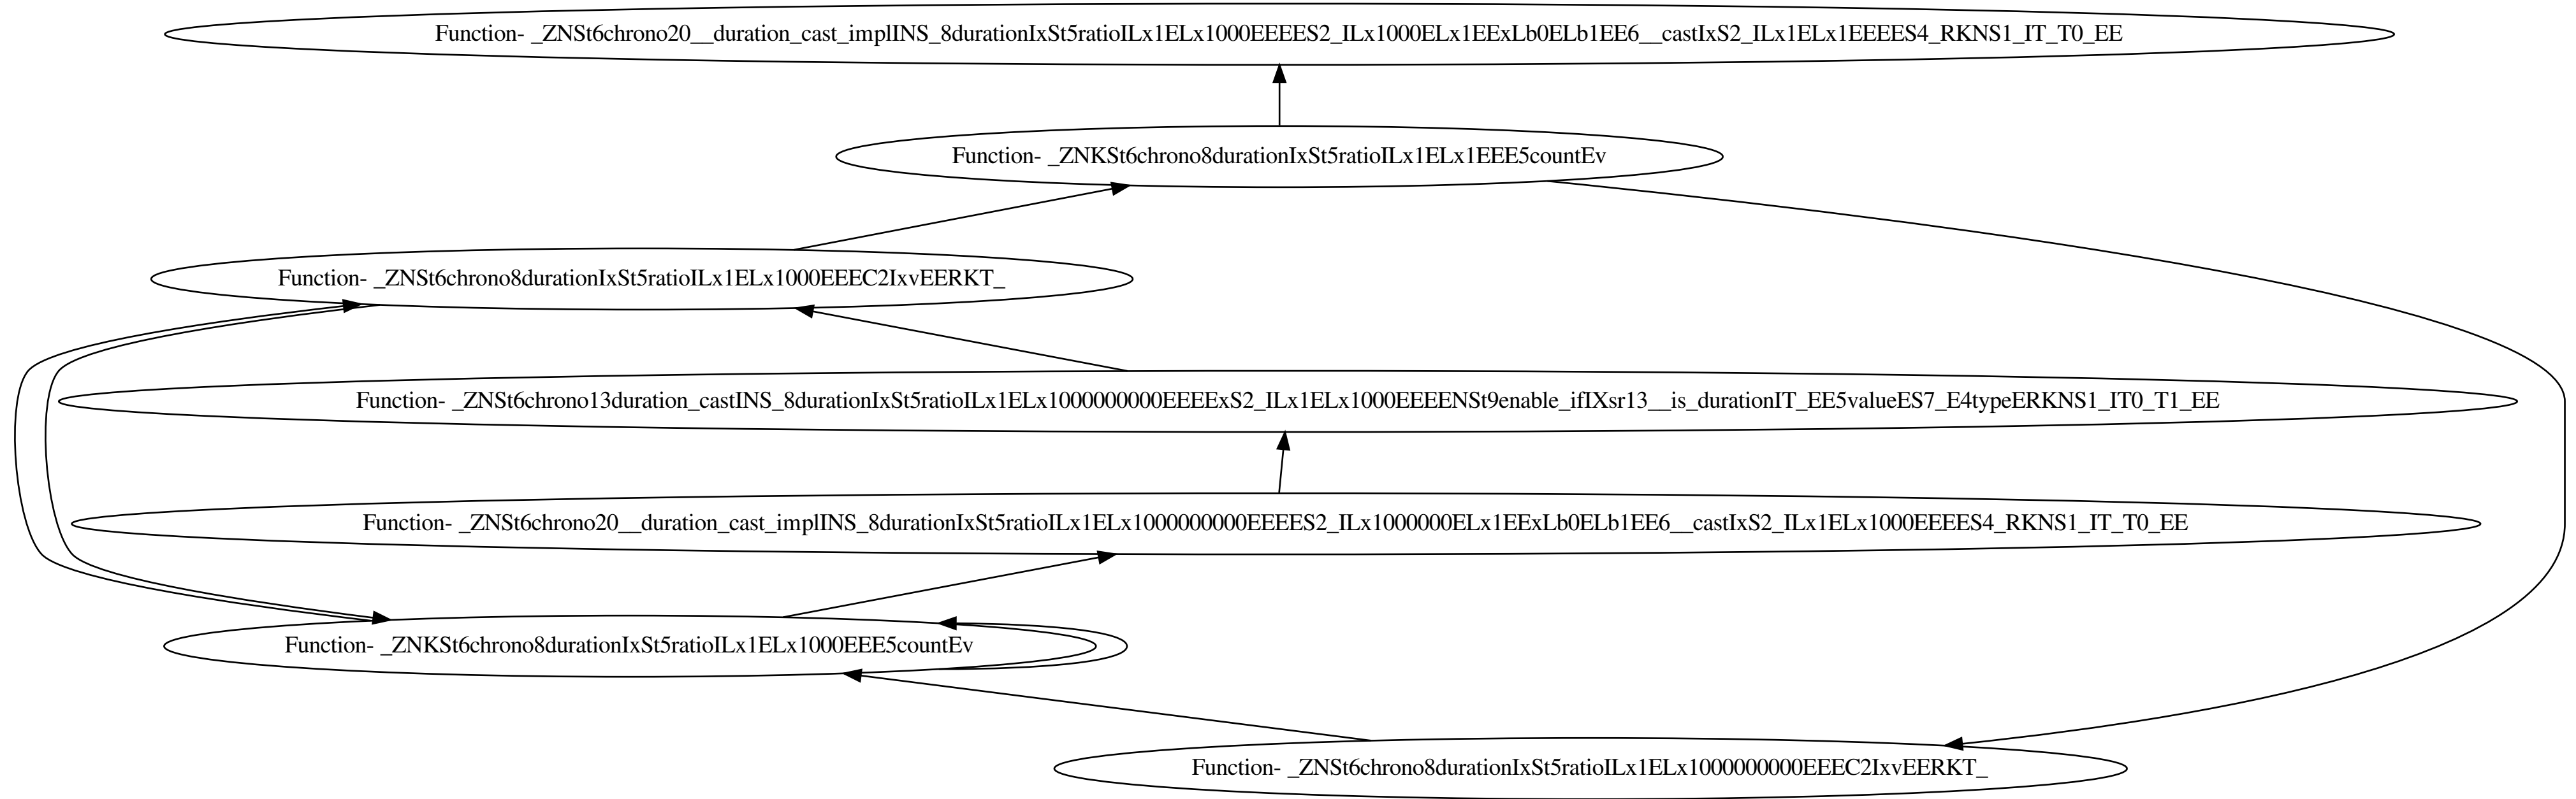 Function- _ZNSt6chrono20__duration_cast_implINS_8durationIxSt5ratioILx1ELx1000EEEES2_ILx1000ELx1EExLb0ELb1EE6__castIxS2_ILx1ELx1EEEES4_RKNS1_IT_T0_EE
Function- _ZNKSt6chrono8durationIxSt5ratioILx1ELx1EEE5countEv
Function- _ZNSt6chrono8durationIxSt5ratioILx1ELx1000EEEC2IxvEERKT_
Function- _ZNSt6chrono13duration_castINS_8durationIxSt5ratioILx1ELx1000000000EEEExS2_ILx1ELx1000EEEENSt9enable_ifIXsr13__is_durationIT_EE5valueES7_E4typeERKNS1_IT0_T1_EE
Function- _ZNSt6chrono20__duration_cast_implINS_8durationIxSt5ratioILx1ELx1000000000EEEES2_ILx1000000ELx1EExLb0ELb1EE6__castIxS2_ILx1ELx1000EEEES4_RKNS1_IT_T0_EE
Function- _ZNKSt6chrono8durationIxSt5ratioILx1ELx1000EEE5countEv
Function- _ZNSt6chrono8durationIxSt5ratioILx1ELx1000000000EEEC2IxvEERKT_